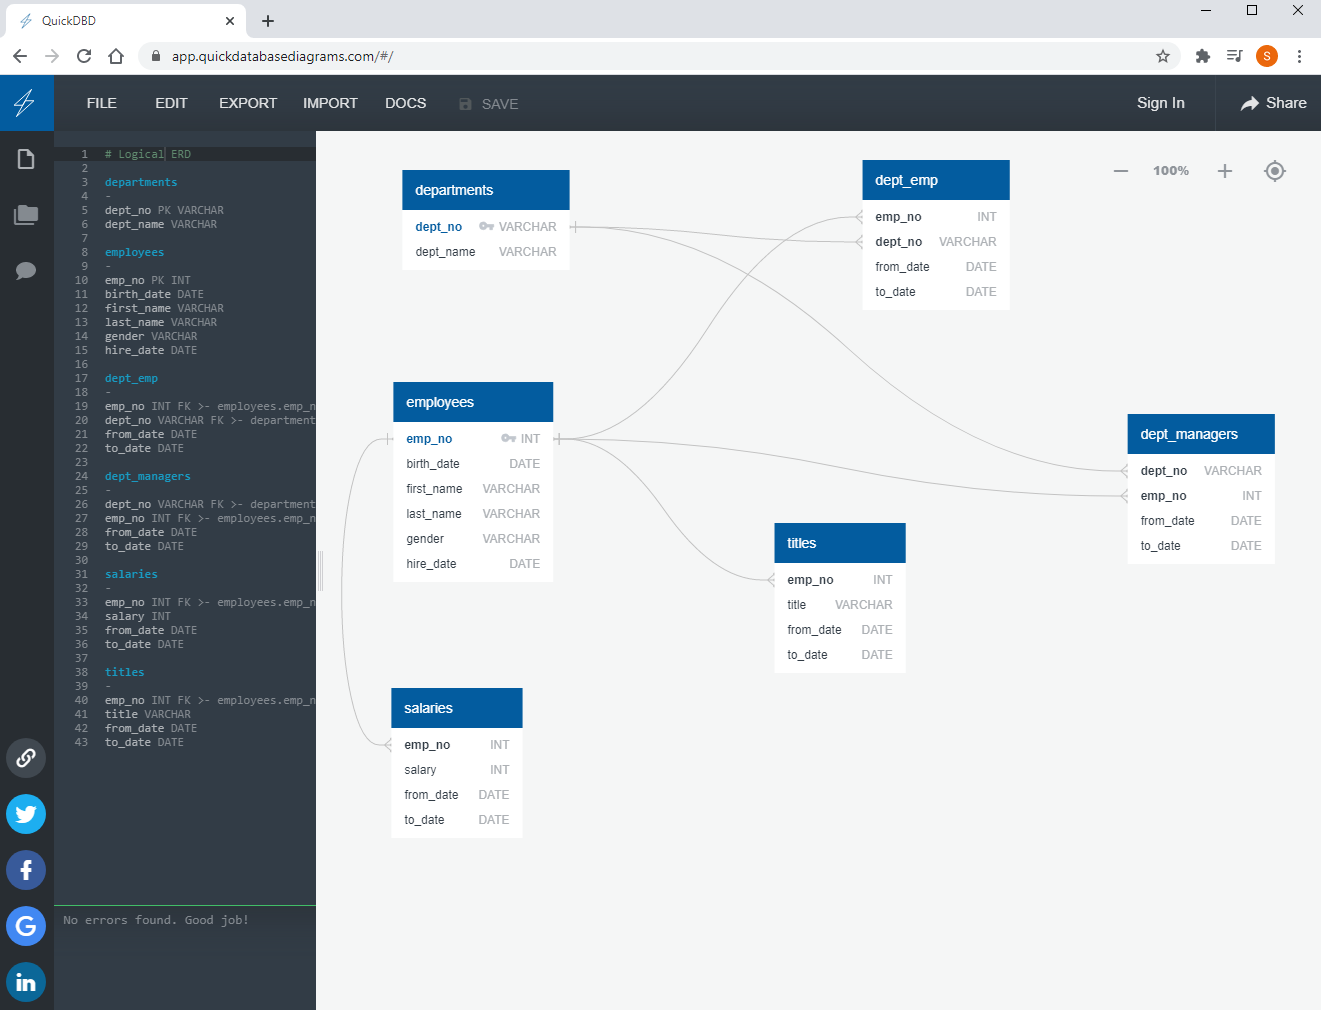 QuickDBD
app.quickdatabasediagrams.com/#/
S
FILE EDIT EXPORT IMPORT DOCS SAVE Sign In Share
1 # Logical ERD
2
3 departments
4 -
5 dept_no PK VARCHAR
6 dept_name VARCHAR
7
8 employees
9 -
10 emp_no PK INT
11 birth_date DATE
12 first_name VARCHAR
13 last_name VARCHAR
14 gender VARCHAR
15 hire_date DATE
16
17 dept_emp
18 -
19 emp_no INT FK >- employees.emp_n
20 dept_no VARCHAR FK >- department
21 from_date DATE
22 to_date DATE
23
24 dept_managers
25 -
26 dept_no VARCHAR FK >- department
27 emp_no INT FK >- employees.emp_n
28 from_date DATE
29 to_date DATE
30
31 salaries
32 -
33 emp_no INT FK >- employees.emp_n
34 salary INT
35 from_date DATE
36 to_date DATE
37
38 titles
39 -
40 emp_no INT FK >- employees.emp_n
41 title VARCHAR
42 from_date DATE
43 to_date DATE
No errors found. Good job!
100%
departments
dept_no VARCHAR
dept_name VARCHAR
dept_emp
emp_no INT
dept_no VARCHAR
from_date DATE
to_date DATE
employees
emp_no INT
birth_date DATE
first_name VARCHAR
last_name VARCHAR
gender VARCHAR
hire_date DATE
dept_managers
dept_no VARCHAR
emp_no INT
from_date DATE
to_date DATE
titles
emp_no INT
title VARCHAR
from_date DATE
to_date DATE
salaries
emp_no INT
salary INT
from_date DATE
to_date DATE
f
G
in